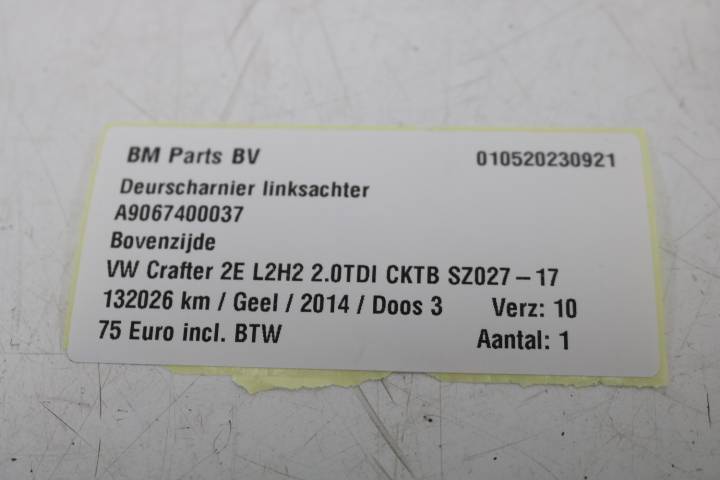 BM Parts BV 010520230921
Deurscharnier linksachter
A9067400037
Bovenzijde
VW Crafter 2E L2H2 2.0TDI CKTB SZ027-17
132026 km / Geel / 2014 / Doos 3 Verz: 10
75 Euro incl. BTW Aantal: 1